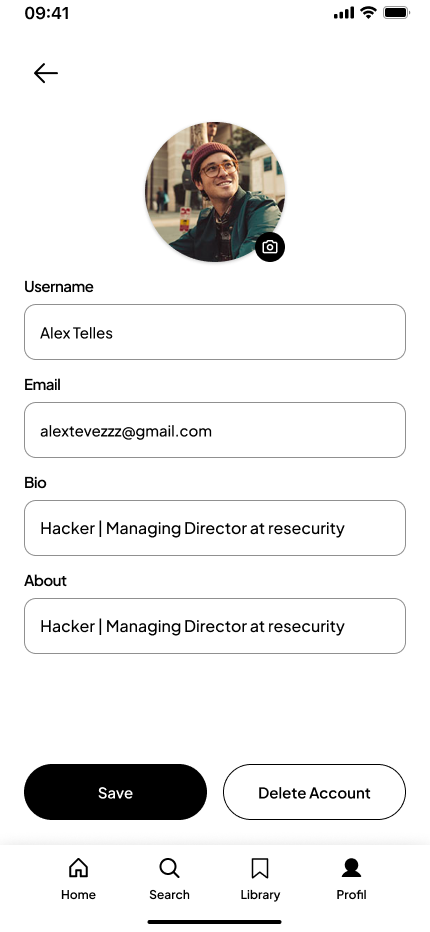 09:41
Username
Alex Telles
Email
alextevezzz@gmail.com
Bio
Hacker | Managing Director at resecurity
About
Hacker | Managing Director at resecurity
Save
Delete Account
Home
Search
Library
Profil